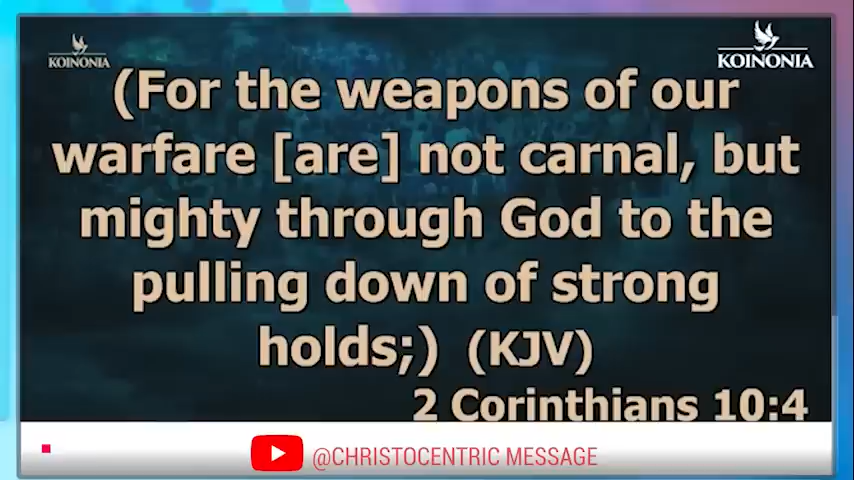 KOINONIA
KOINONIA
(For the weapons of our
warfare [are] not carnal, but
mighty through God to the
pulling down of strong
holds;) (KJV)
2 Corinthians 10:4
@CHRISTOCENTRIC MESSAGE